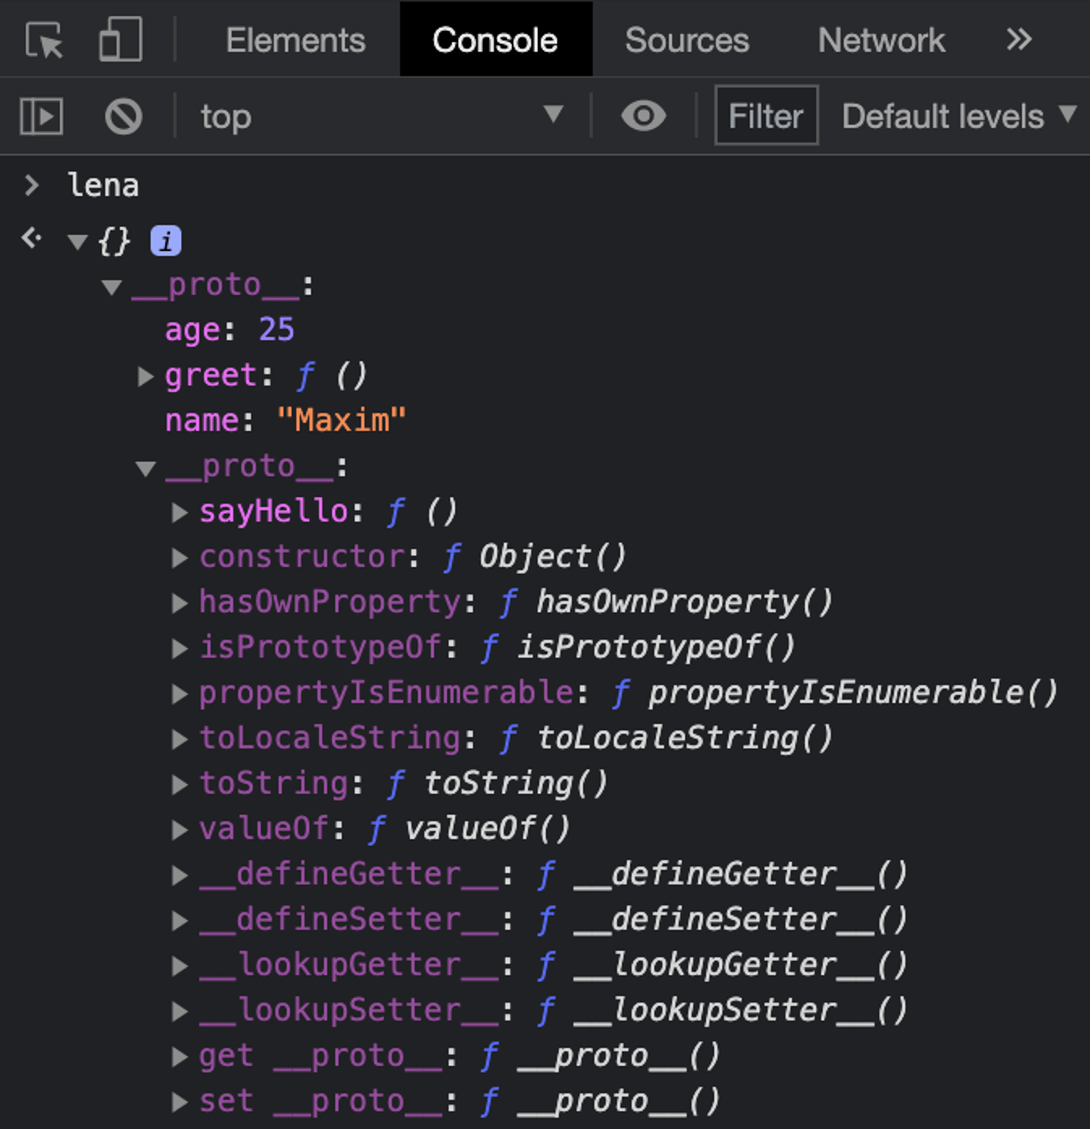 Elements Console Sources Network »
top Filter Default levels
> lena
{} i
__proto__:
age: 25
greet: ƒ ()
name: "Maxim"
__proto__:
sayHello: ƒ ()
constructor: ƒ Object()
hasOwnProperty: ƒ hasOwnProperty()
isPrototypeOf: ƒ isPrototypeOf()
propertyIsEnumerable: ƒ propertyIsEnumerable()
toLocaleString: ƒ toLocaleString()
toString: ƒ toString()
valueOf: ƒ valueOf()
__defineGetter__: ƒ __defineGetter__()
__defineSetter__: ƒ __defineSetter__()
__lookupGetter__: ƒ __lookupGetter__()
__lookupSetter__: ƒ __lookupSetter__()
get __proto__: ƒ __proto__()
set __proto__: ƒ __proto__()